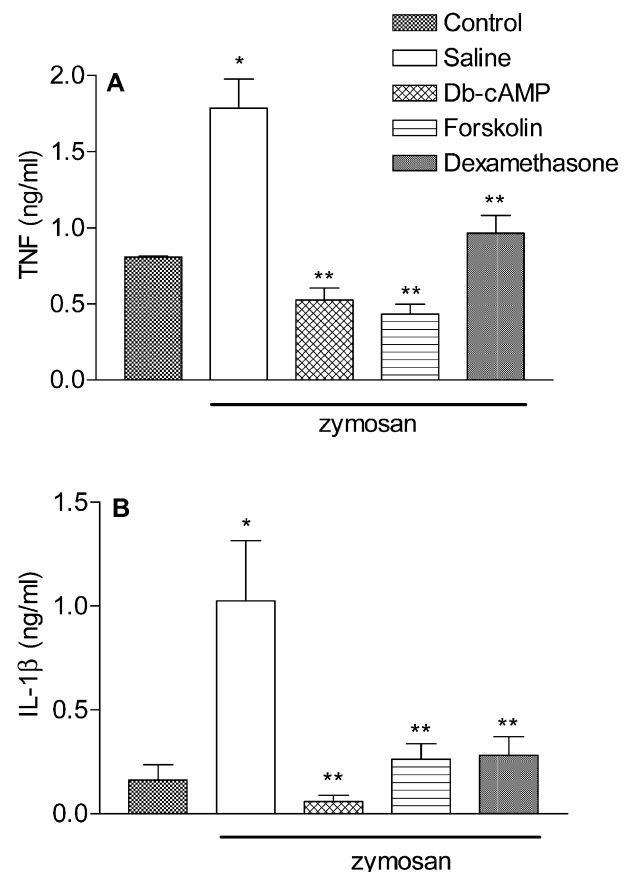 Control
Saline
Db-cAMP
Forskolin
Dexamethasone
A
TNF (ng/ml)
2.0
1.5
1.0
0.5
0.0
*
**
**
**
zymosan
B
IL-1β (ng/ml)
1.5
1.0
0.5
0.0
*
**
**
**
zymosan